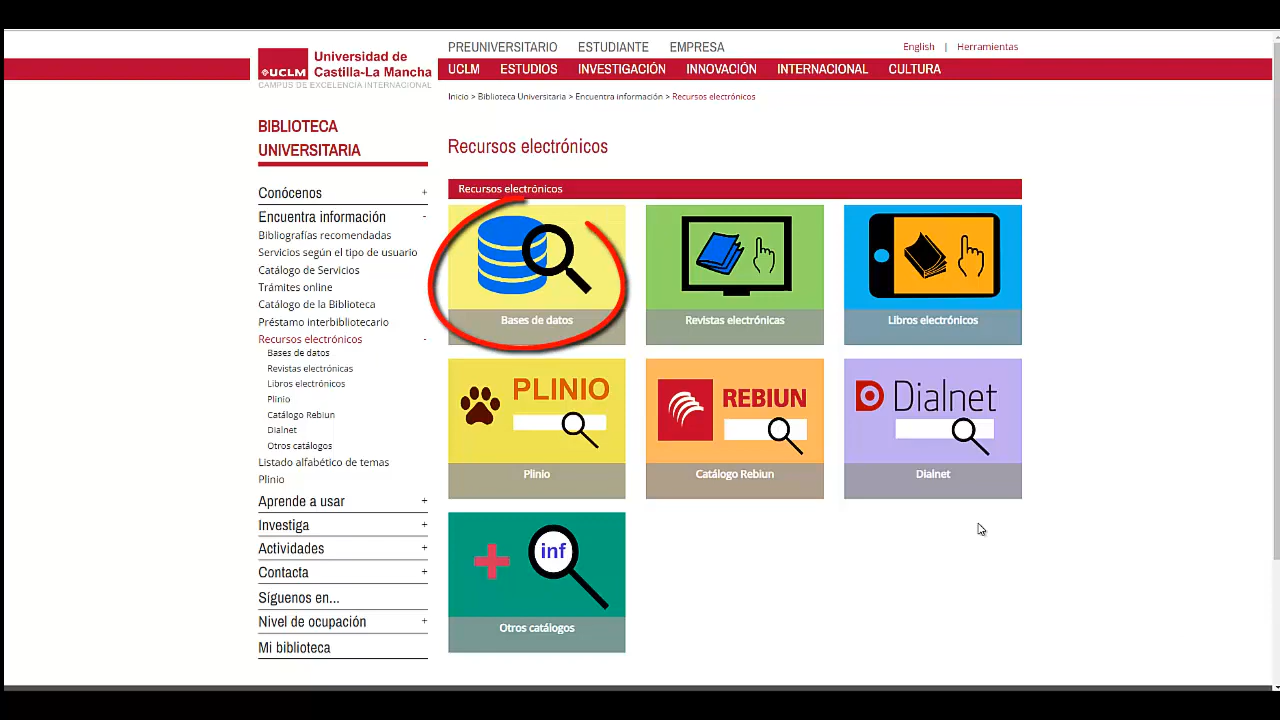 PREUNIVERSITARIO ESTUDIANTE EMPRESA
English | Herramientas
UCLM
Universidad de
Castilla-La Mancha
CAMPUS DE EXCELENCIA INTERNACIONAL
UCLM ESTUDIOS INVESTIGACIÓN INNOVACIÓN INTERNACIONAL CULTURA
Inicio > Biblioteca Universitaria > Encuentra información > Recursos electrónicos
BIBLIOTECA
UNIVERSITARIA
Conócenos +
Encuentra información -
Bibliografías recomendadas
Servicios según el tipo de usuario
Catálogo de Servicios
Trámites online
Catálogo de la Biblioteca
Préstamo interbibliotecario
Recursos electrónicos -
Bases de datos
Revistas electrónicas
Libros electrónicos
Plinio
Catálogo Rebiun
Dialnet
Otros catálogos
Listado alfabético de temas
Plinio
Aprende a usar +
Investiga +
Actividades +
Contacta +
Síguenos en...
Nivel de ocupación +
Mi biblioteca
Recursos electrónicos
Recursos electrónicos
Bases de datos
Revistas electrónicas
Libros electrónicos
PLINIO
Plinio
REBIUN
Catálogo Rebiun
Dialnet
Dialnet
inf
Otros catálogos